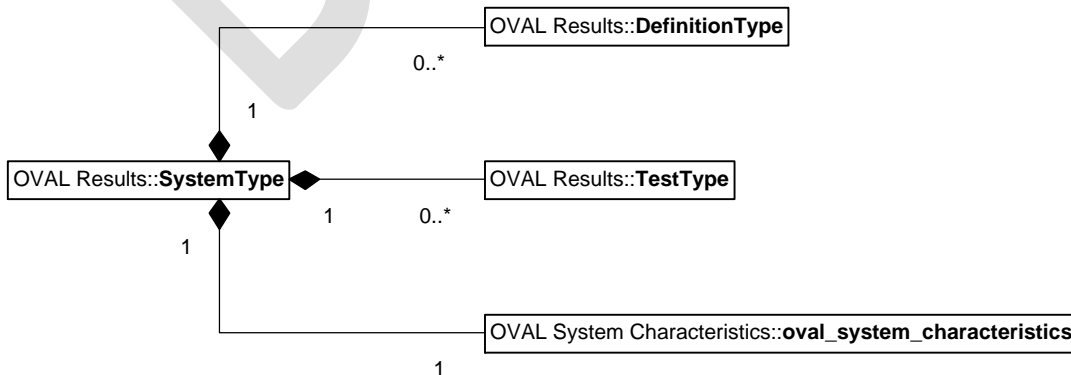 OVAL Results::DefinitionType
0..*
1
OVAL Results::SystemType
OVAL Results::TestType
1
0..*
1
OVAL System Characteristics::oval_system_characteristics
1